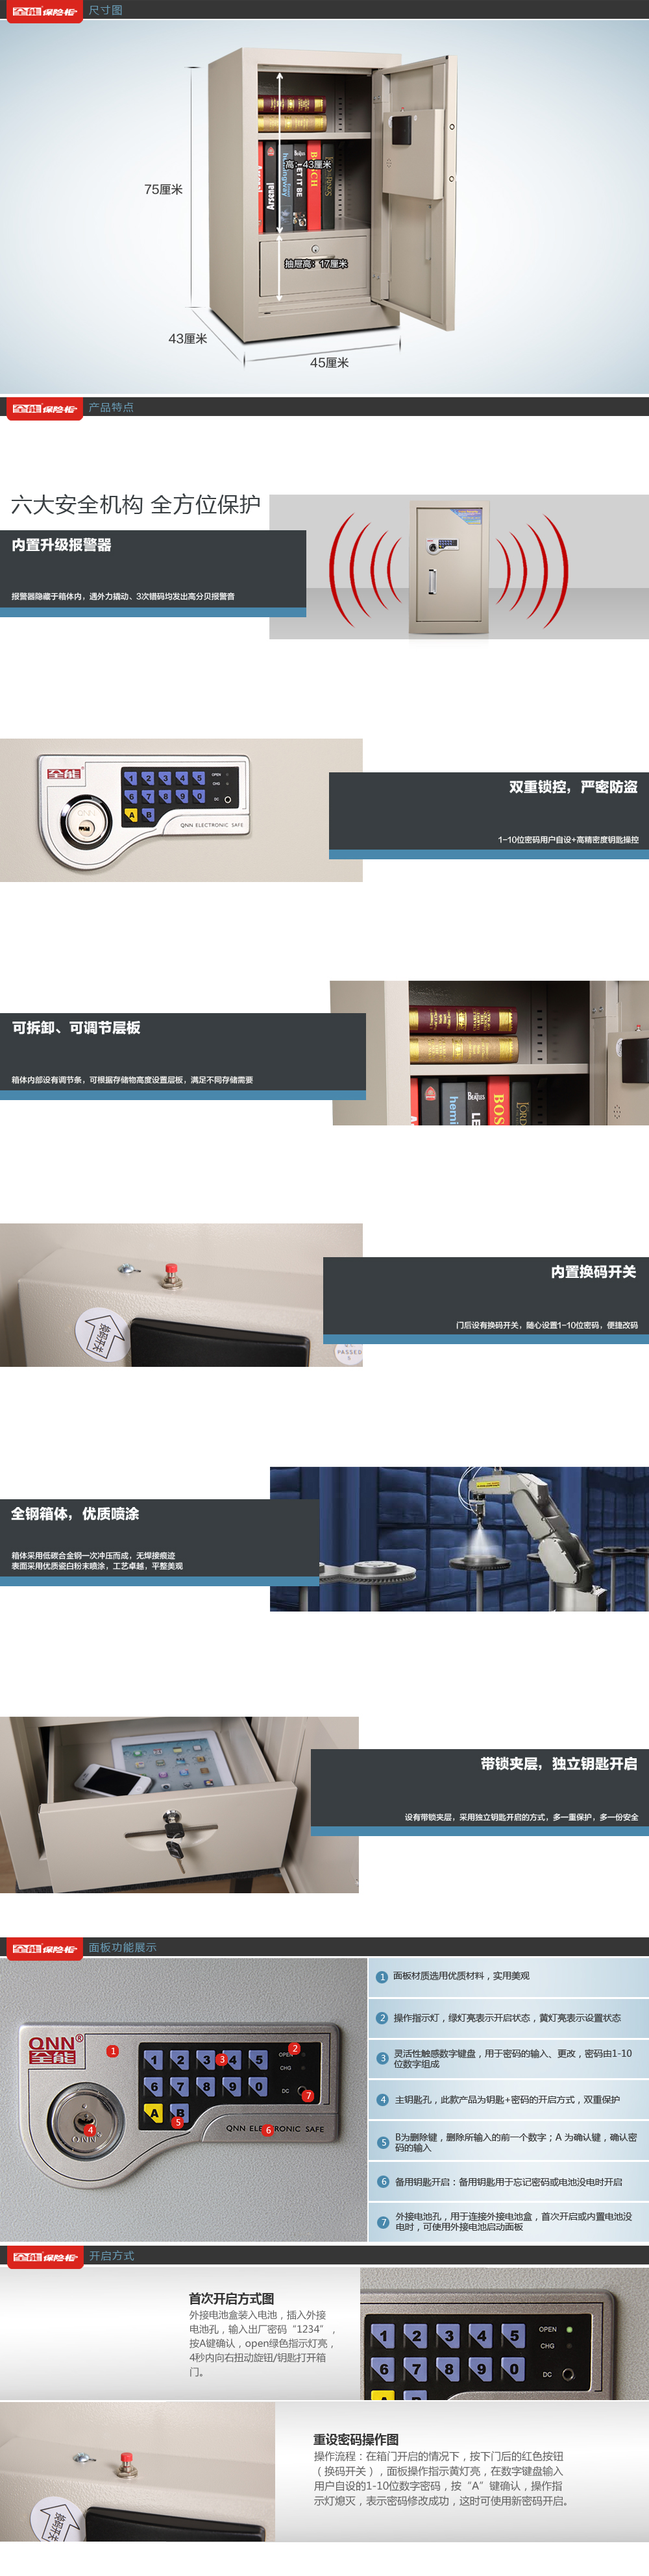 全能 保险柜 尺寸图
75厘米
高：43厘米
Arsenal
LET IT BE
BOSCH
抽屉高：17厘米
43厘米
45厘米
全能 保险柜 产品特点
六大安全机构 全方位保护
内置升级报警器
报警器隐藏于箱体内，遇外力撬动、3次错码均发出高分贝报警音
全能
1 2 3 4 5 OPEN
CHG
6 7 8 9 0 DC
A B
QNN
QNN ELECTRONIC SAFE
双重锁控，严密防盗
1-10位密码用户自设+高精密度钥匙操控
可拆卸、可调节层板
箱体内部设有调节条，可根据存储物高度设置层板，满足不同存储需要
内置换码开关
门后设有换码开关，随心设置1-10位密码，便捷改码
换码开关
PASSED
全钢箱体，优质喷涂
箱体采用低碳合金钢一次冲压而成，无焊接痕迹
表面采用优质瓷白粉末喷涂，工艺卓越，平整美观
带锁夹层，独立钥匙开启
设有带锁夹层，采用独立钥匙开启的方式，多一重保护，多一份安全
全能 保险柜 面板功能展示
QNN®
全能
1 2 3 4 5 OPEN
CHG
6 7 8 9 0 DC
A B
QNN
QNN ELECTRONIC SAFE
1 2 3 4 5 6 7
1 面板材质选用优质材料，实用美观
2 操作指示灯，绿灯亮表示开启状态，黄灯亮表示设置状态
3 灵活性触感数字键盘，用于密码的输入、更改，密码由1-10
位数字组成
4 主钥匙孔，此款产品为钥匙+密码的开启方式，双重保护
5 B为删除键，删除所输入的前一个数字；A 为确认键，确认密
码的输入
6 备用钥匙开启：备用钥匙用于忘记密码或电池没电时开启
7 外接电池孔，用于连接外接电池盒，首次开启或内置电池没
电时，可使用外接电池启动面板
全能 保险柜 开启方式
首次开启方式图
外接电池盒装入电池，插入外接
电池孔，输入出厂密码“1234”，
按A键确认，open绿色指示灯亮，
4秒内向右扭动旋钮/钥匙打开箱
门。
1 2 3 4 5 OPEN
CHG
6 7 8 9 0 DC
重设密码操作图
操作流程：在箱门开启的情况下，按下门后的红色按钮
（换码开关），面板操作指示黄灯亮，在数字键盘输入
用户自设的1-10位数字密码，按“A”键确认，操作指
示灯熄灭，表示密码修改成功，这时可使用新密码开启。
换码开关